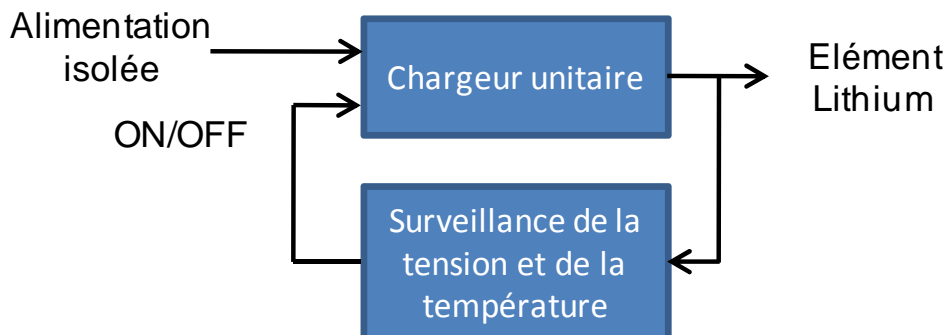 Alimentation
isolée
Chargeur unitaire
Elément
Lithium
ON/OFF
Surveillance de la
tension et de la
température